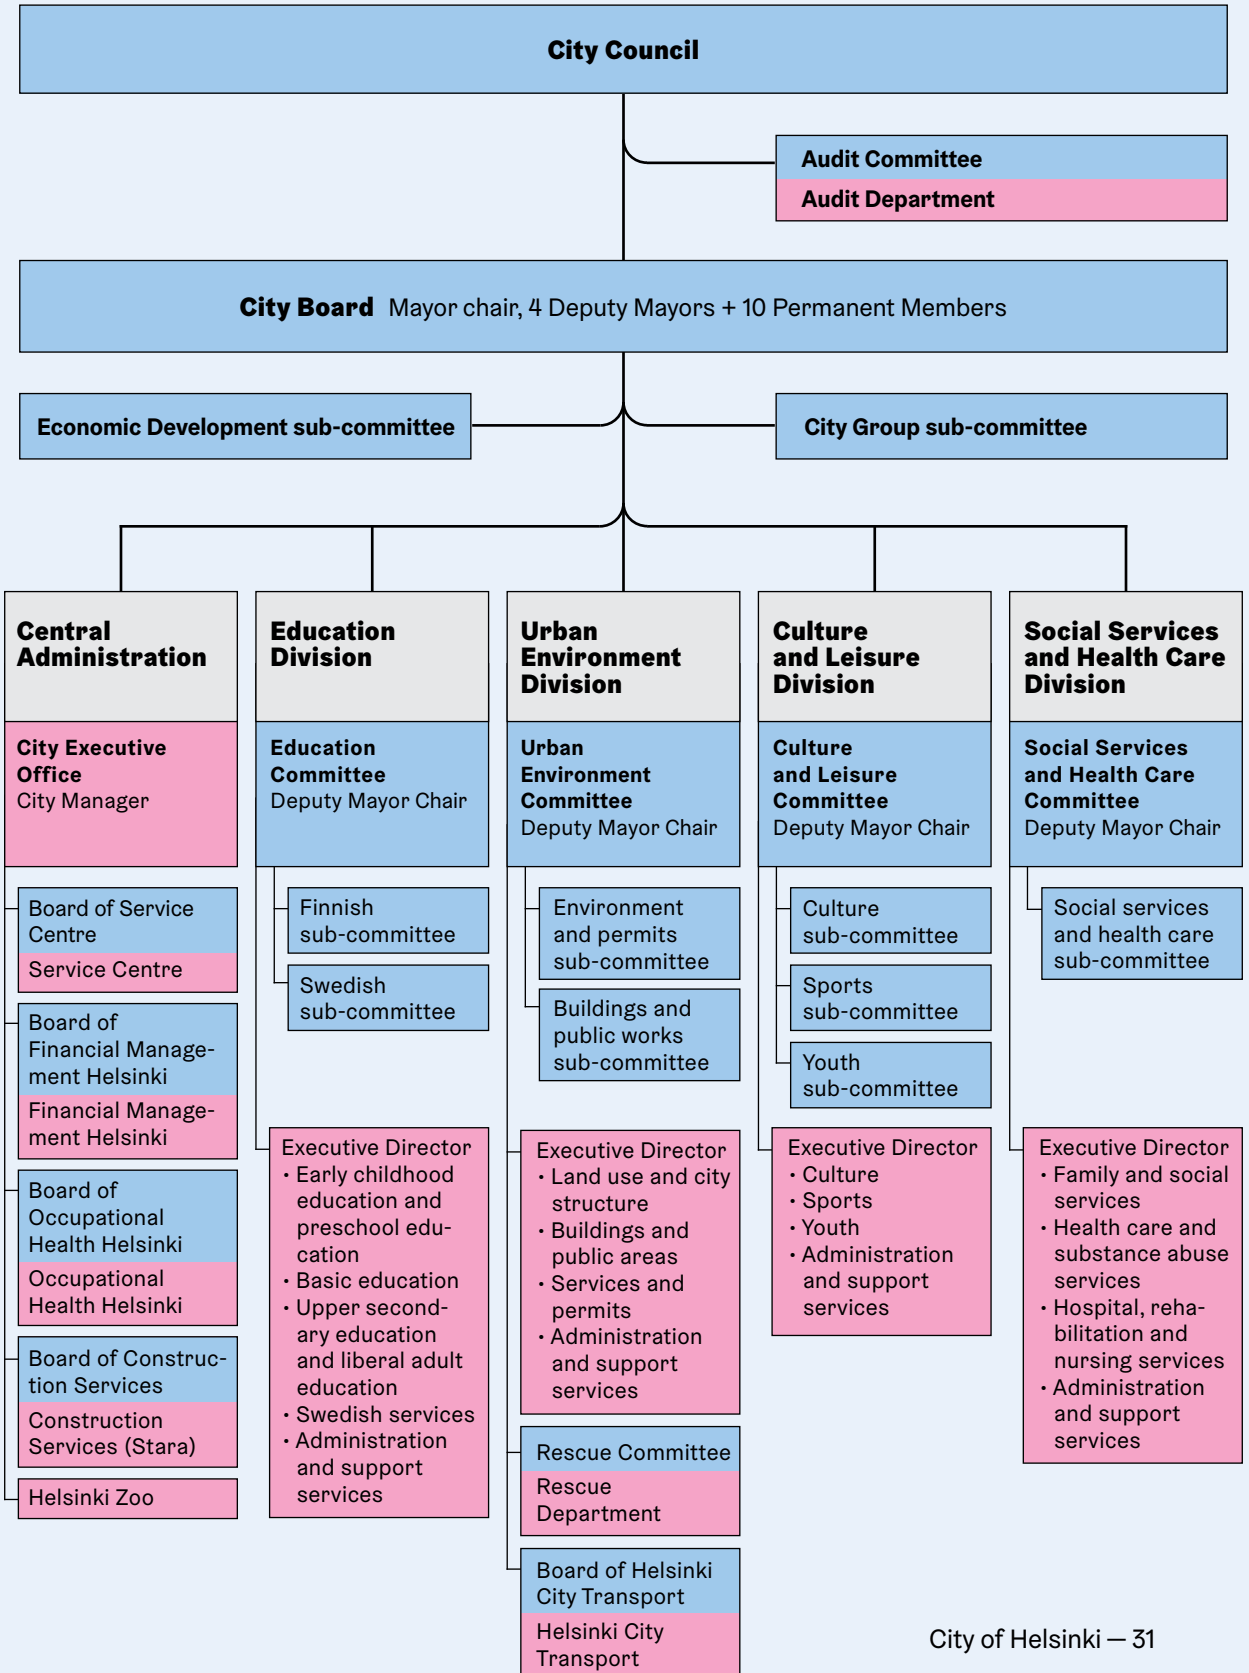 City Council
Audit Committee
Audit Department
City Board Mayor chair, 4 Deputy Mayors + 10 Permanent Members
Economic Development sub-committee
City Group sub-committee
Central
Administration
City Executive
Office
City Manager
Board of Service
Centre
Service Centre
Board of
Financial Manage-
ment Helsinki
Financial Manage-
ment Helsinki
Board of
Occupational
Health Helsinki
Occupational
Health Helsinki
Board of Construc-
tion Services
Construction
Services (Stara)
Helsinki Zoo
Education
Division
Education
Committee
Deputy Mayor Chair
Finnish
sub-committee
Swedish
sub-committee
Executive Director
· Early childhood
education and
preschool edu-
cation
· Basic education
· Upper second-
ary education
and liberal adult
education
· Swedish services
· Administration
and support
services
Urban
Environment
Division
Urban
Environment
Committee
Deputy Mayor Chair
Environment
and permits
sub-committee
Buildings and
public works
sub-committee
Executive Director
· Land use and city
structure
· Buildings and
public areas
· Services and
permits
· Administration
and support
services
Rescue Committee
Rescue
Department
Board of Helsinki
City Transport
Helsinki City
Transport
Culture
and Leisure
Division
Culture
and Leisure
Committee
Deputy Mayor Chair
Culture
sub-committee
Sports
sub-committee
Youth
sub-committee
Executive Director
· Culture
· Sports
· Youth
· Administration
and support
services
Social Services
and Health Care
Division
Social Services
and Health Care
Committee
Deputy Mayor Chair
Social services
and health care
sub-committee
Executive Director
· Family and social
services
· Health care and
substance abuse
services
· Hospital, reha-
bilitation and
nursing services
· Administration
and support
services
City of Helsinki — 31